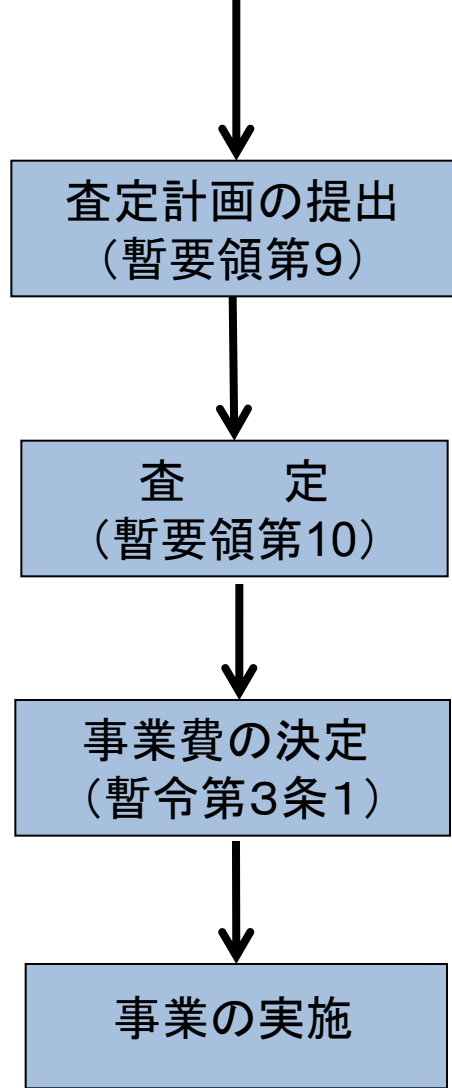 査定計画の提出
（暫要領第９）
査　　定
（暫要領第10）
事業費の決定
（暫令第３条１）
事業の実施